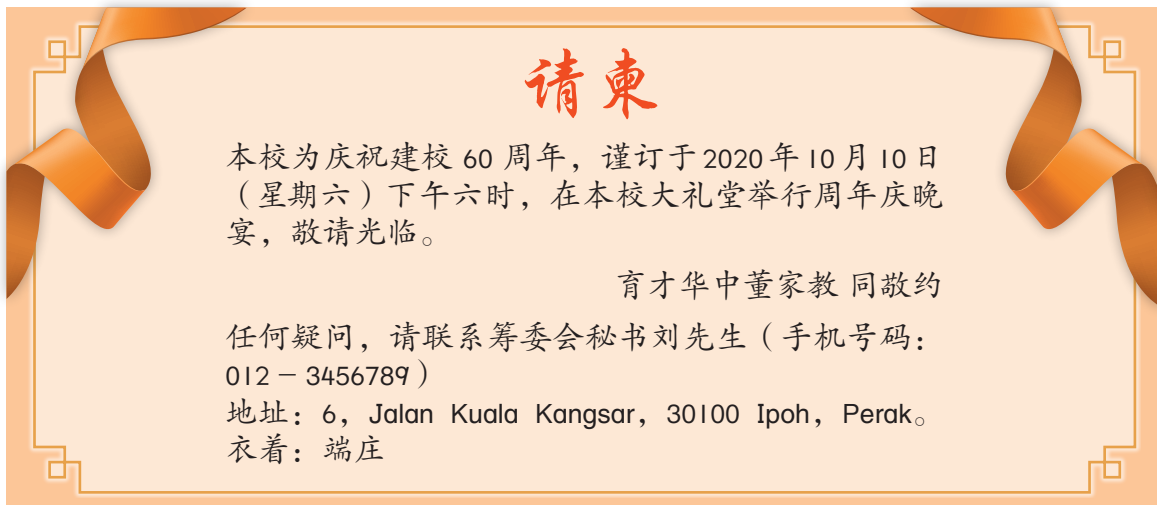 请柬
本校为庆祝建校 60 周年，谨订于 2020 年 10 月 10 日
（星期六）下午六时，在本校大礼堂举行周年庆晚
宴，敬请光临。
育才华中董家教 同敬约
任何疑问，请联系筹委会秘书刘先生（手机号码：
012 – 3456789）
地址：6，Jalan Kuala Kangsar，30100 Ipoh，Perak。
衣着：端庄